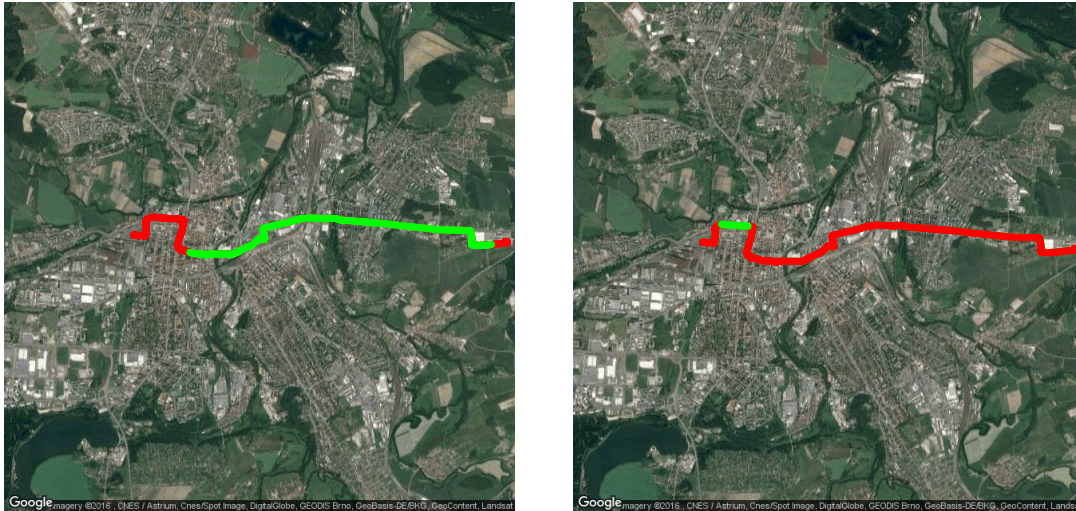 Google Imagery ©2016 , CNES / Astrium, Cnes/Spot Image, DigitalGlobe, GEODIS Brno, GeoBasis-DE/BKG, GeoContent, Landsat
Google Imagery ©2016 , CNES / Astrium, Cnes/Spot Image, DigitalGlobe, GEODIS Brno, GeoBasis-DE/BKG, GeoContent, Landsa